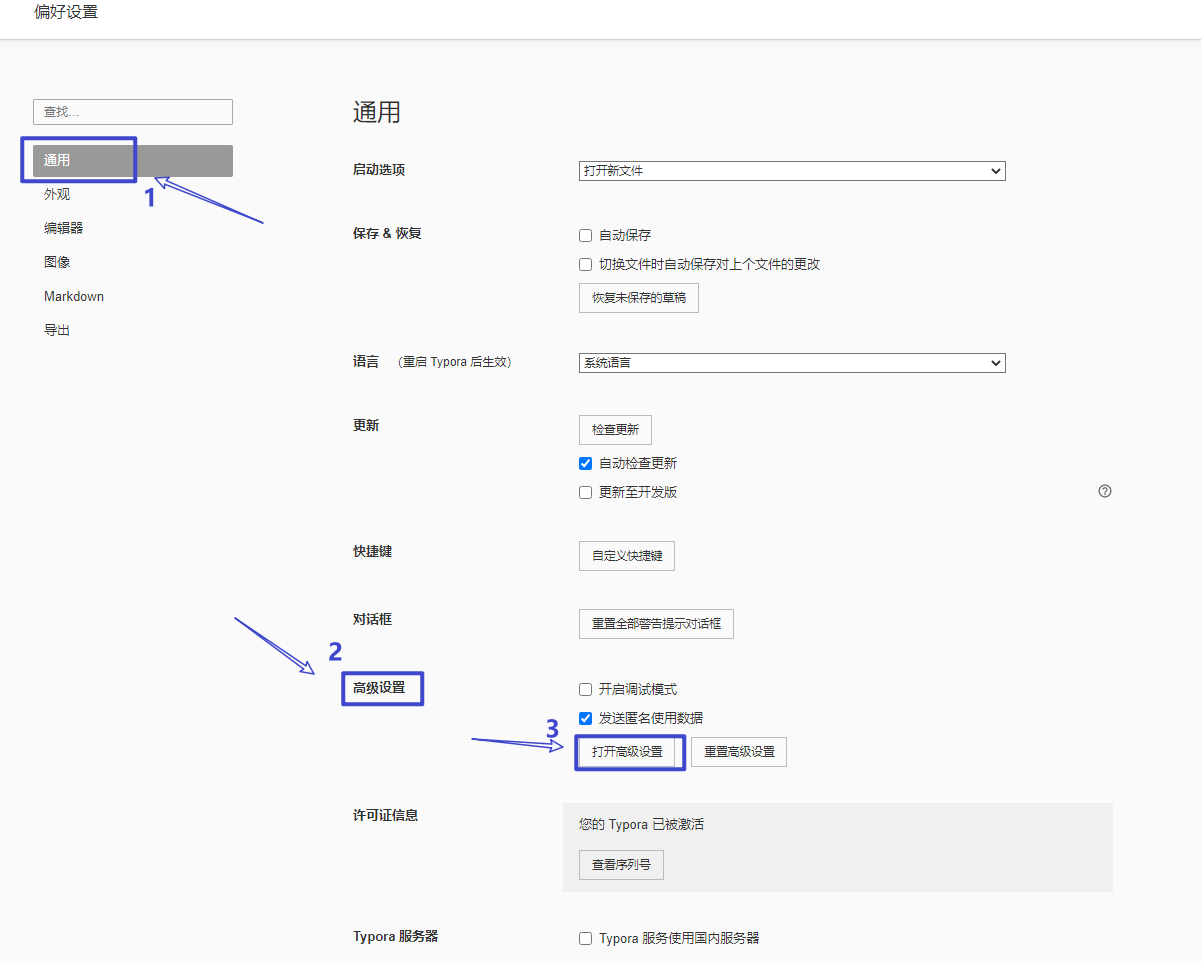 偏好设置
查找...
通用
1
外观
编辑器
图像
Markdown
导出
通用
启动选项
打开新文件
保存 & 恢复
自动保存
切换文件时自动保存对上个文件的更改
恢复未保存的草稿
语言 （重启 Typora 后生效）
系统语言
更新
检查更新
自动检查更新
更新至开发版
快捷键
自定义快捷键
对话框
重置全部警告提示对话框
2
高级设置
开启调试模式
发送匿名使用数据
3
打开高级设置 重置高级设置
许可证信息
您的 Typora 已被激活
查看序列号
Typora 服务器
Typora 服务使用国内服务器